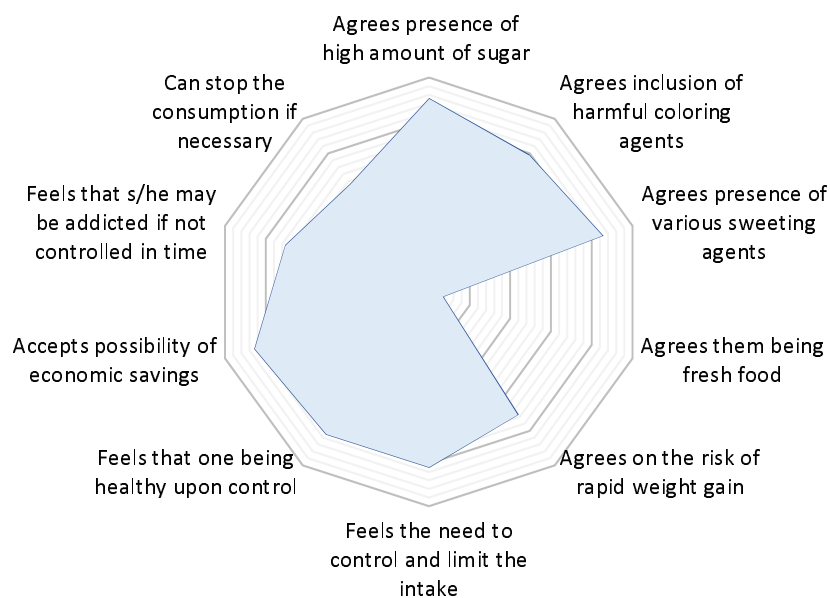 Agrees presence of
high amount of sugar
Agrees inclusion of
harmful coloring
agents
Agrees presence of
various sweeting
agents
Agrees them being
fresh food
Agrees on the risk of
rapid weight gain
Feels the need to
control and limit the
intake
Feels that one being
healthy upon control
Accepts possibility of
economic savings
Feels that s/he may
be addicted if not
controlled in time
Can stop the
consumption if
necessary